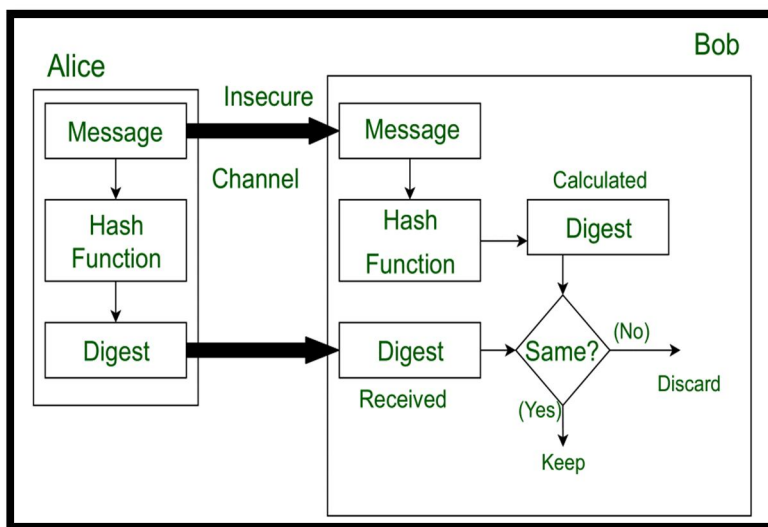 Bob
Alice
Insecure
Message
Message
Channel
Calculated
Hash
Function
Hash
Function
Digest
Digest
Digest
Same?
(No)
Received
(Yes)
Discard
Keep